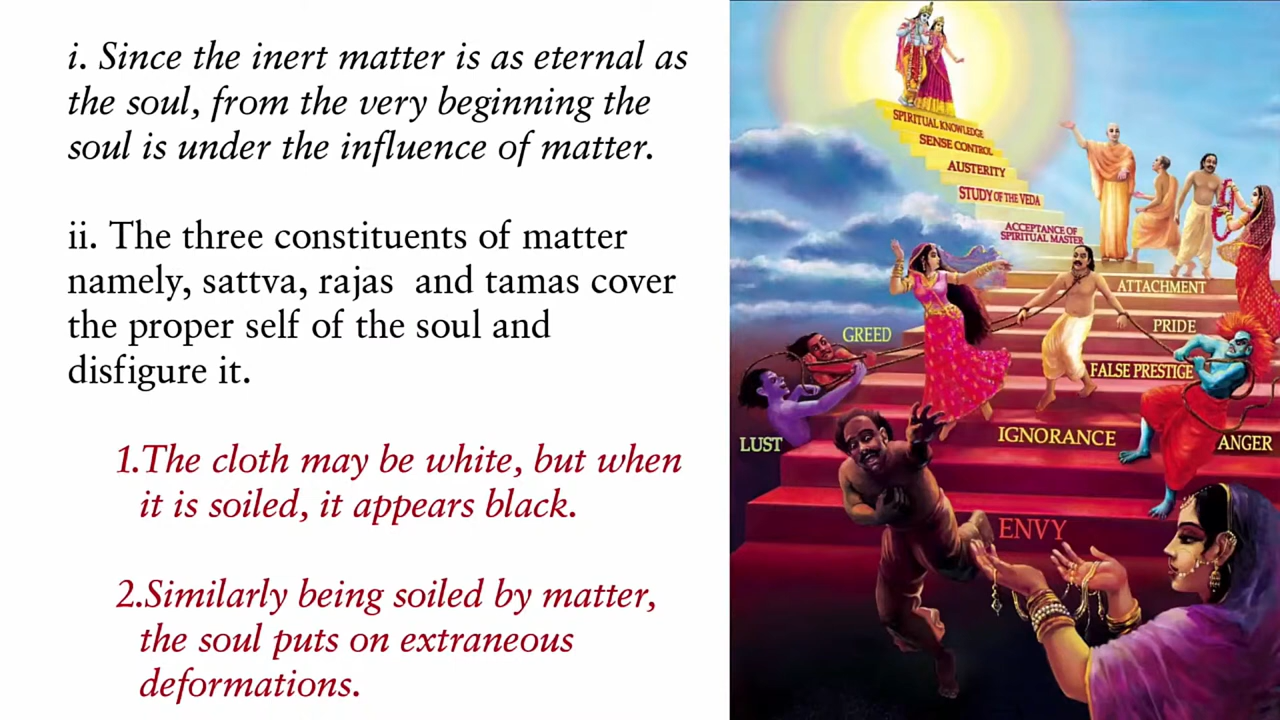 i. Since the inert matter is as eternal as
the soul, from the very beginning the
soul is under the influence of matter.
ii. The three constituents of matter
namely, sattva, rajas and tamas cover
the proper self of the soul and
disfigure it.
1.The cloth may be white, but when
it is soiled, it appears black.
2.Similarly being soiled by matter,
the soul puts on extraneous
deformations.
SPIRITUAL KNOWLEDGE
SENSE CONTROL
AUSTERITY
STUDY OF THE VEDA
ACCEPTANCE OF
SPIRITUAL MASTER
ATTACHMENT
PRIDE
GREED
FALSE PRESTIGE
IGNORANCE
LUST
ANGER
ENVY